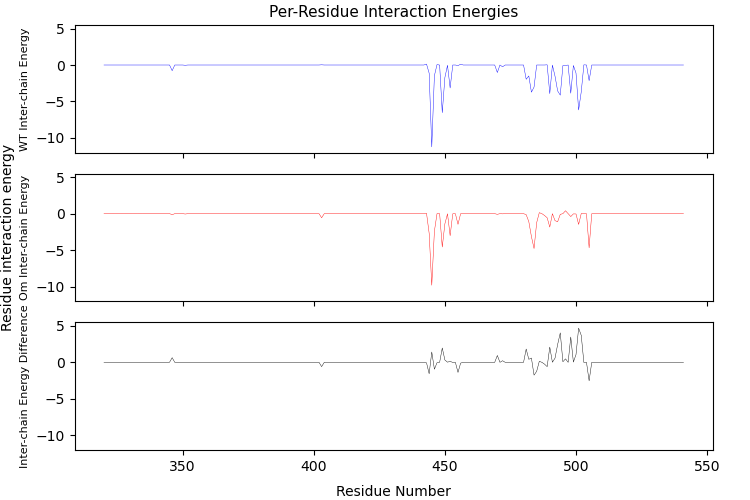 Per-Residue Interaction Energies
Residue interaction energy
WT Inter-chain Energy
5
0
−5
−10
Om Inter-chain Energy
5
0
−5
−10
Inter-chain Energy Difference
5
0
−5
−10
350
400
450
500
550
Residue Number